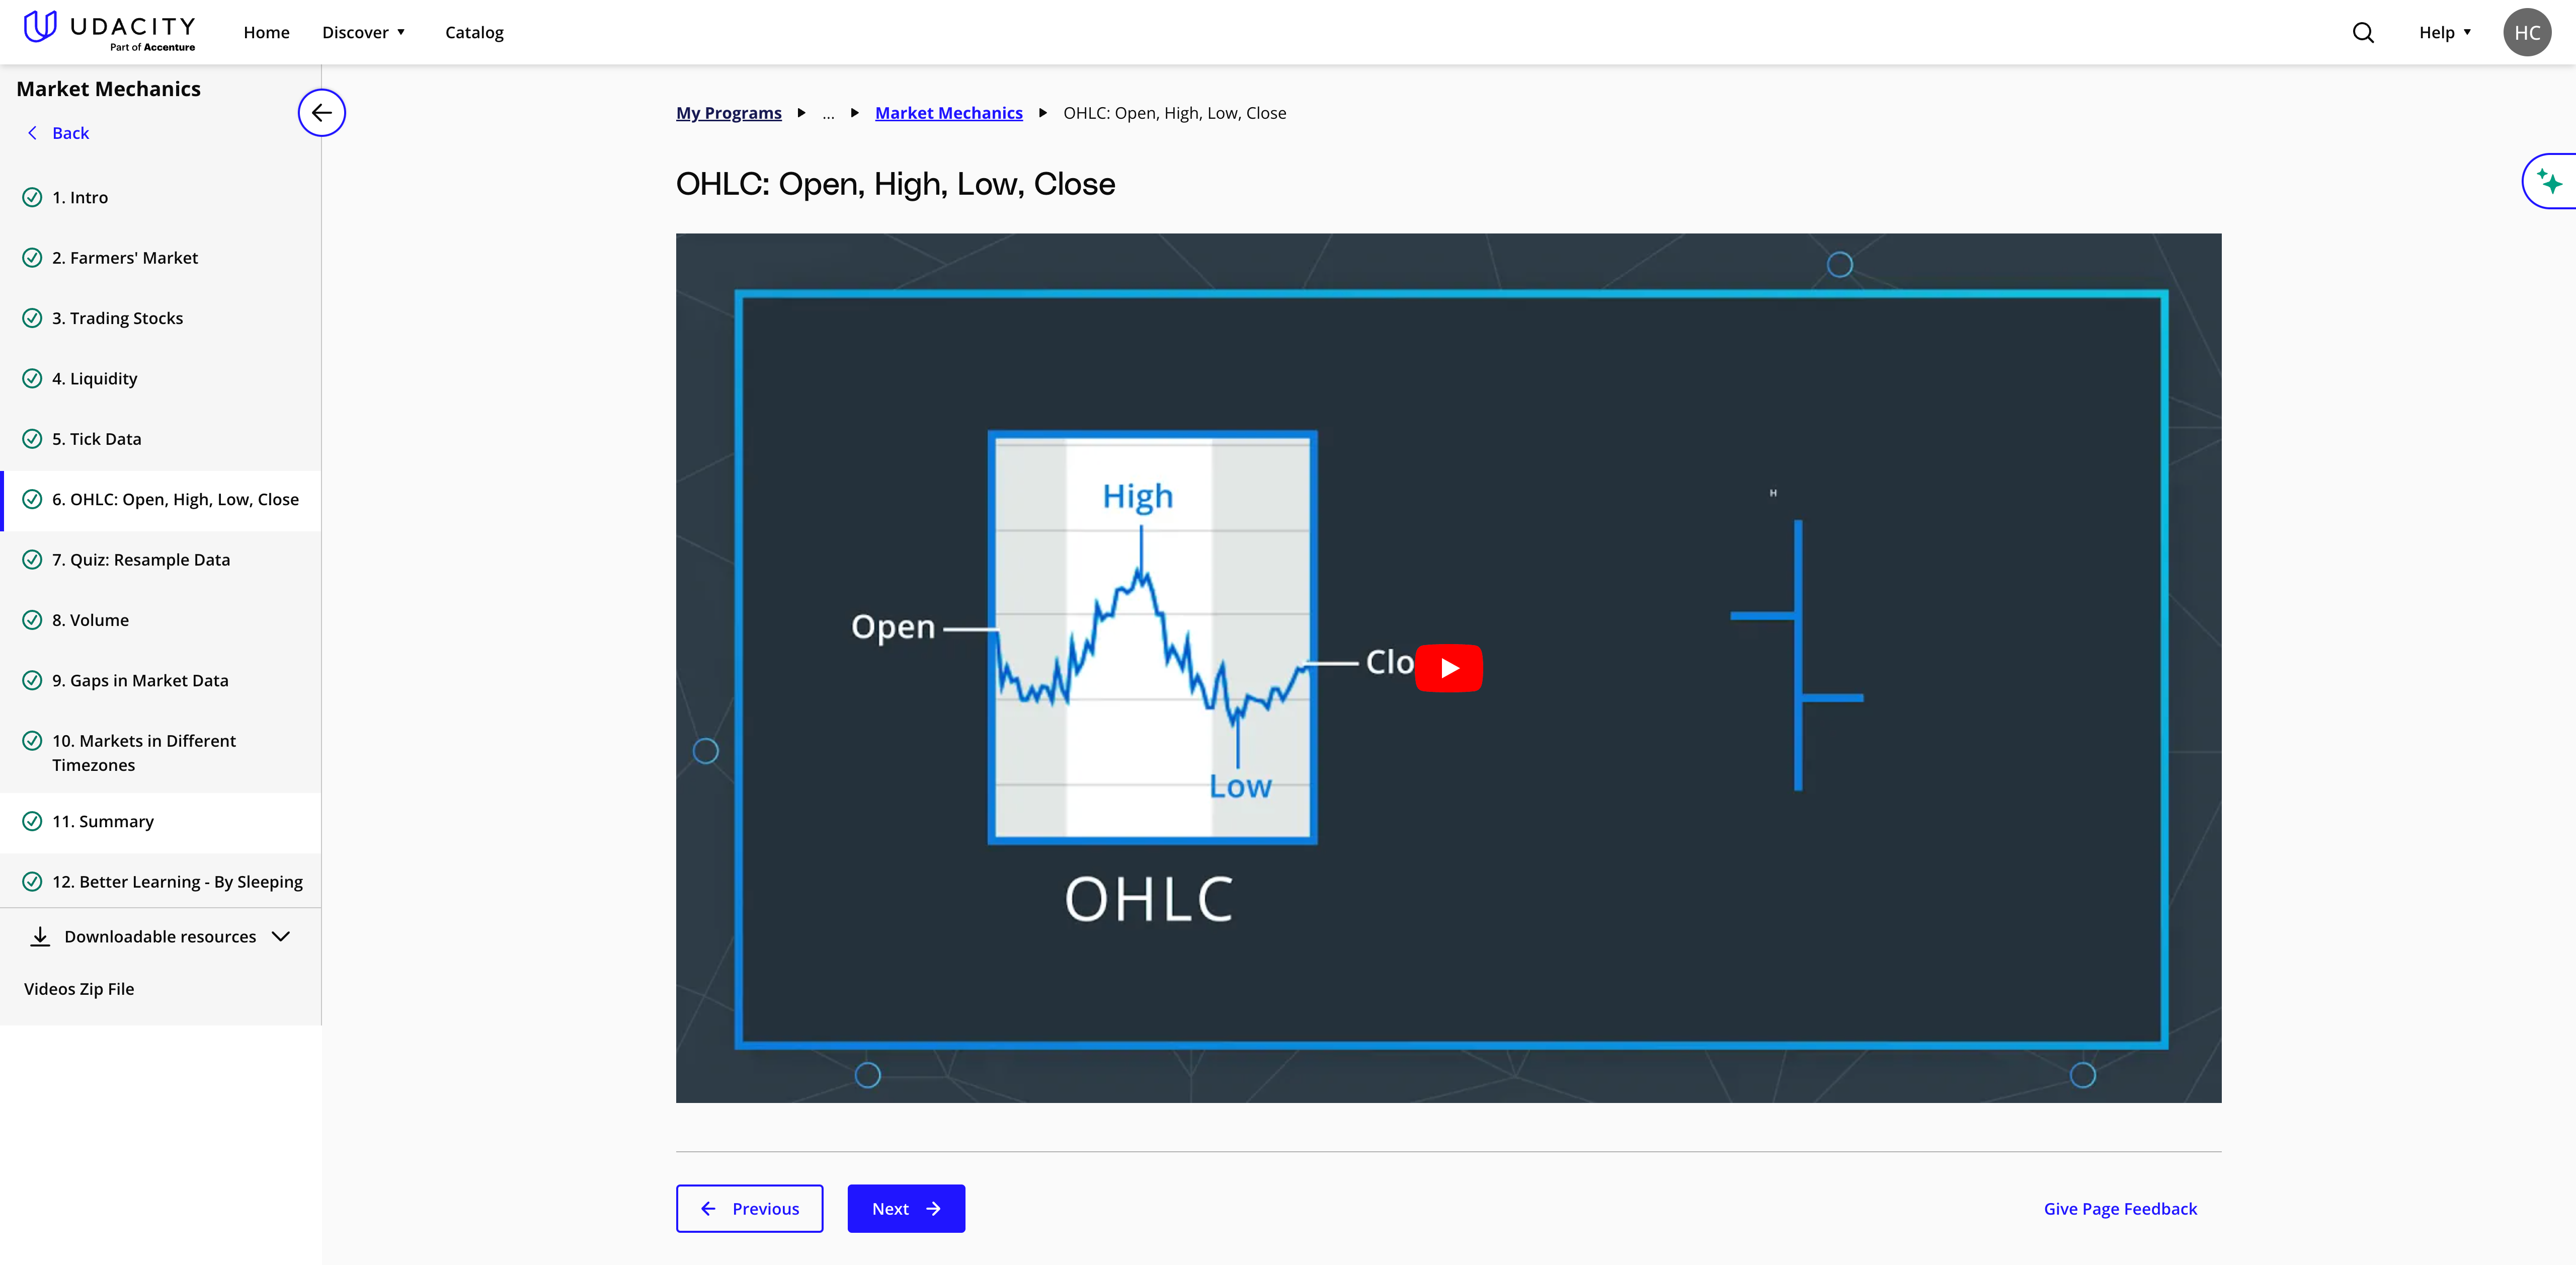 UDACITY
Part of Accenture
Home
Discover
Catalog
Help
HC
Market Mechanics
Back
1. Intro
2. Farmers' Market
3. Trading Stocks
4. Liquidity
5. Tick Data
6. OHLC: Open, High, Low, Close
7. Quiz: Resample Data
8. Volume
9. Gaps in Market Data
10. Markets in Different
Timezones
11. Summary
12. Better Learning - By Sleeping
Downloadable resources
Videos Zip File
My Programs ... Market Mechanics OHLC: Open, High, Low, Close
OHLC: Open, High, Low, Close
High
H
Open
Clo
Low
OHLC
Previous
Next
Give Page Feedback